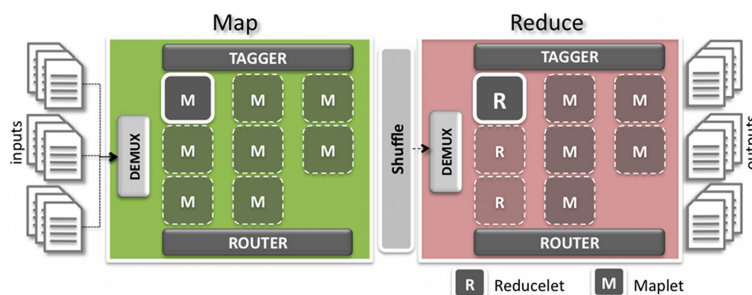 Map
Reduce
TAGGER
TAGGER
M M M
R M M
inputs
DEMUX
M M M
Shuffle
DEMUX
R M M
outputs
M M
R M
ROUTER
ROUTER
R Reducelet
M Maplet